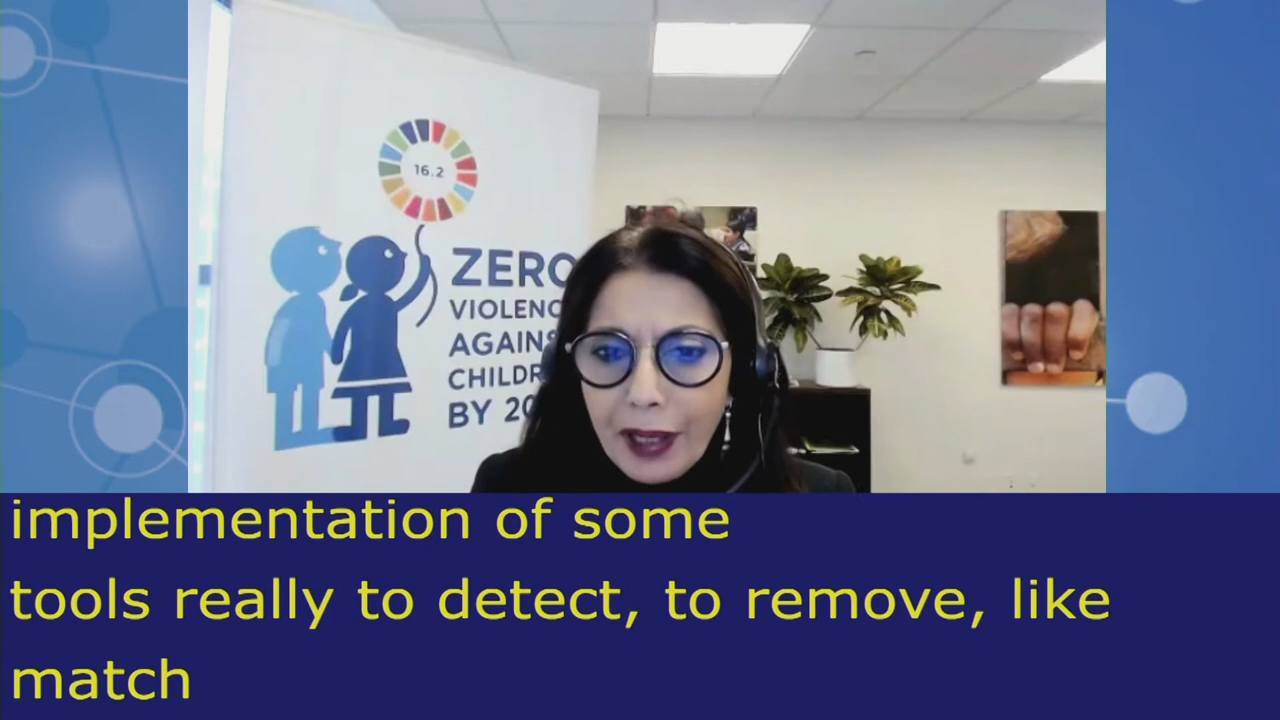 16.2
ZERO
VIOLENC
AGAINS
CHILDR
BY 20
implementation of some
tools really to detect, to remove, like
match